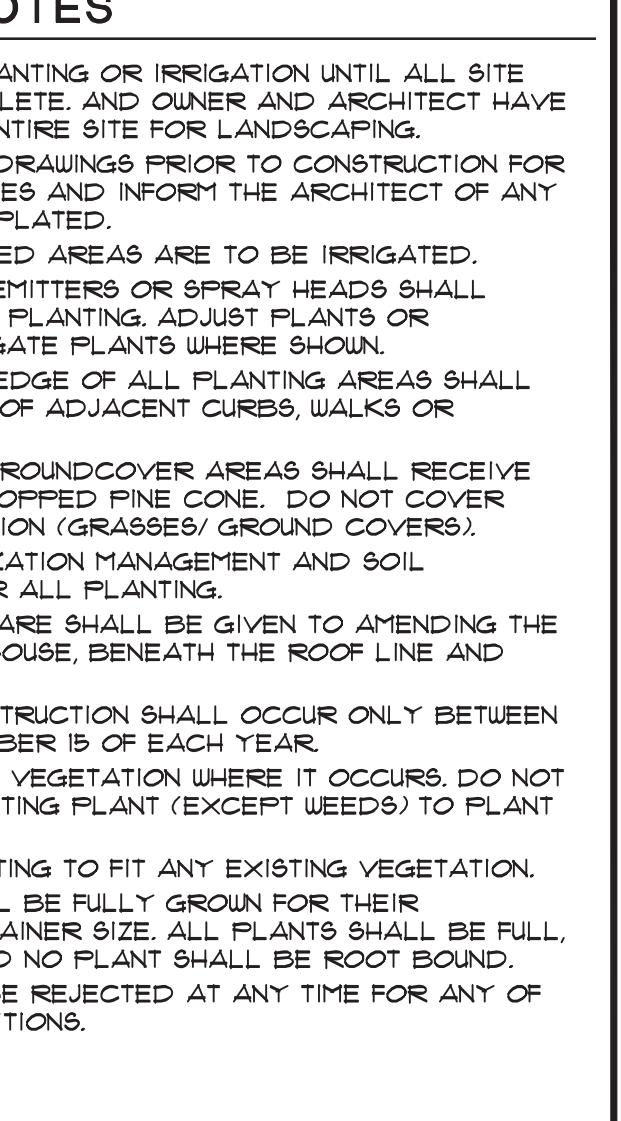 OTES
ANTING OR IRRIGATION UNTIL ALL SITE
LETE. AND OWNER AND ARCHITECT HAVE
NTIRE SITE FOR LANDSCAPING.
DRAWINGS PRIOR TO CONSTRUCTION FOR
ES AND INFORM THE ARCHITECT OF ANY
PLATED.
ED AREAS ARE TO BE IRRIGATED.
EMITTERS OR SPRAY HEADS SHALL
PLANTING. ADJUST PLANTS OR
GATE PLANTS WHERE SHOWN.
EDGE OF ALL PLANTING AREAS SHALL
OF ADJACENT CURBS, WALKS OR
ROUNDCOVER AREAS SHALL RECEIVE
OPPED PINE CONE. DO NOT COVER
ION (GRASSES/ GROUND COVERS).
ZATION MANAGEMENT AND SOIL
R ALL PLANTING.
ARE SHALL BE GIVEN TO AMENDING THE
OUSE, BENEATH THE ROOF LINE AND
TRUCTION SHALL OCCUR ONLY BETWEEN
BER 15 OF EACH YEAR.
VEGETATION WHERE IT OCCURS. DO NOT
TING PLANT (EXCEPT WEEDS) TO PLANT
TING TO FIT ANY EXISTING VEGETATION.
L BE FULLY GROWN FOR THEIR
AINER SIZE. ALL PLANTS SHALL BE FULL,
D NO PLANT SHALL BE ROOT BOUND.
BE REJECTED AT ANY TIME FOR ANY OF
TIONS.